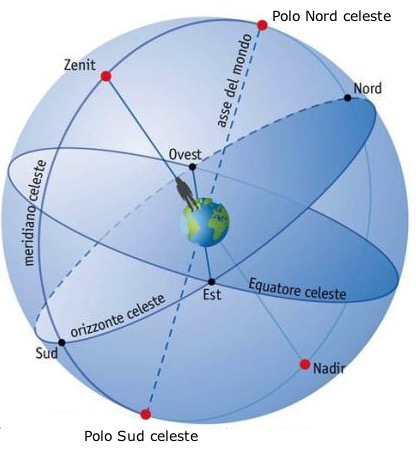 Polo Nord celeste
Zenit
asse del mondo
Nord
Ovest
meridiano celeste
Equatore celeste
Est
orizzonte celeste
Sud
Nadir
Polo Sud celeste